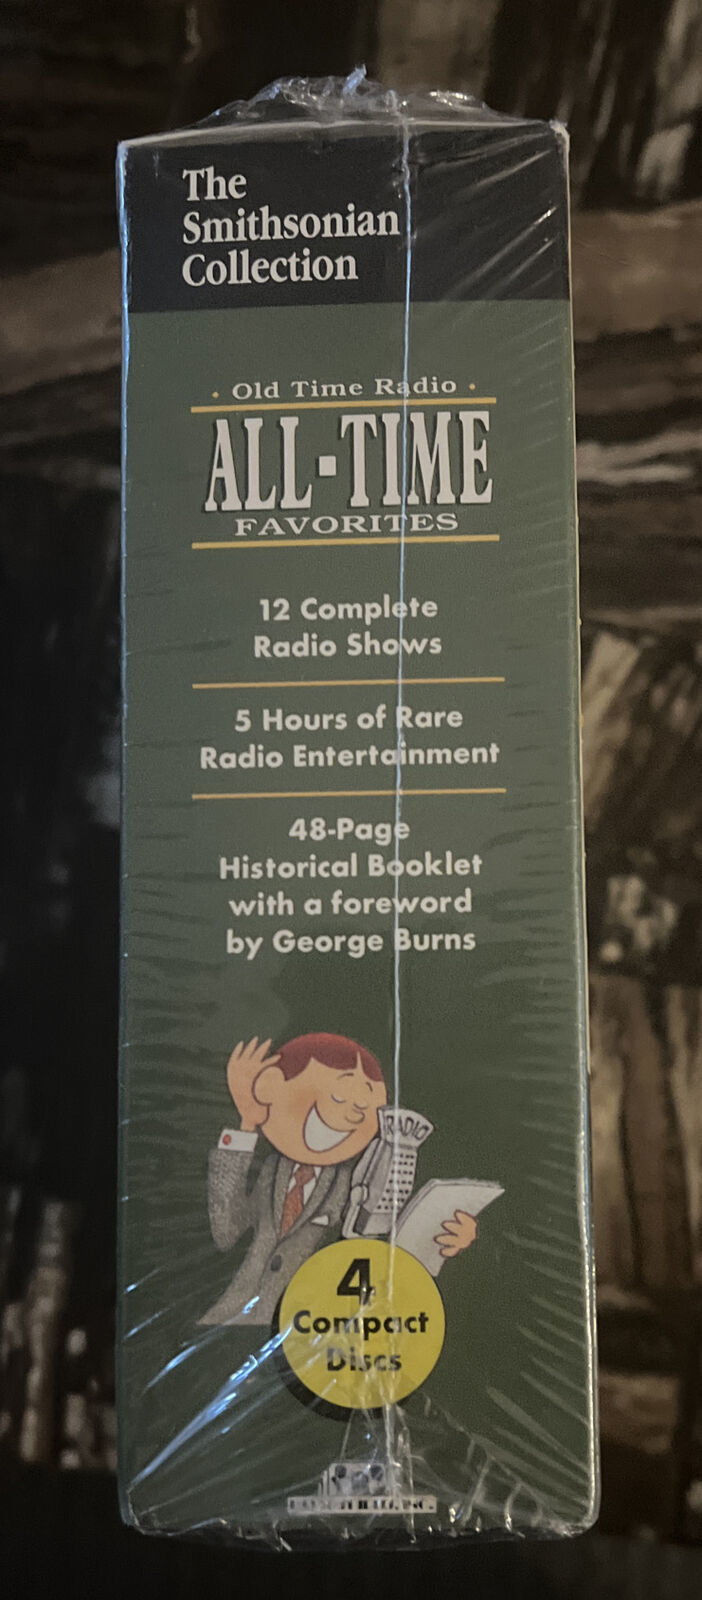 The
Smithsonian
Collection
· Old Time Radio ·
ALL-TIME
FAVORITES
12 Complete
Radio Shows
5 Hours of Rare
Radio Entertainment
48-Page
Historical Booklet
with a foreword
by George Burns
RADIO
4
Compact
Discs